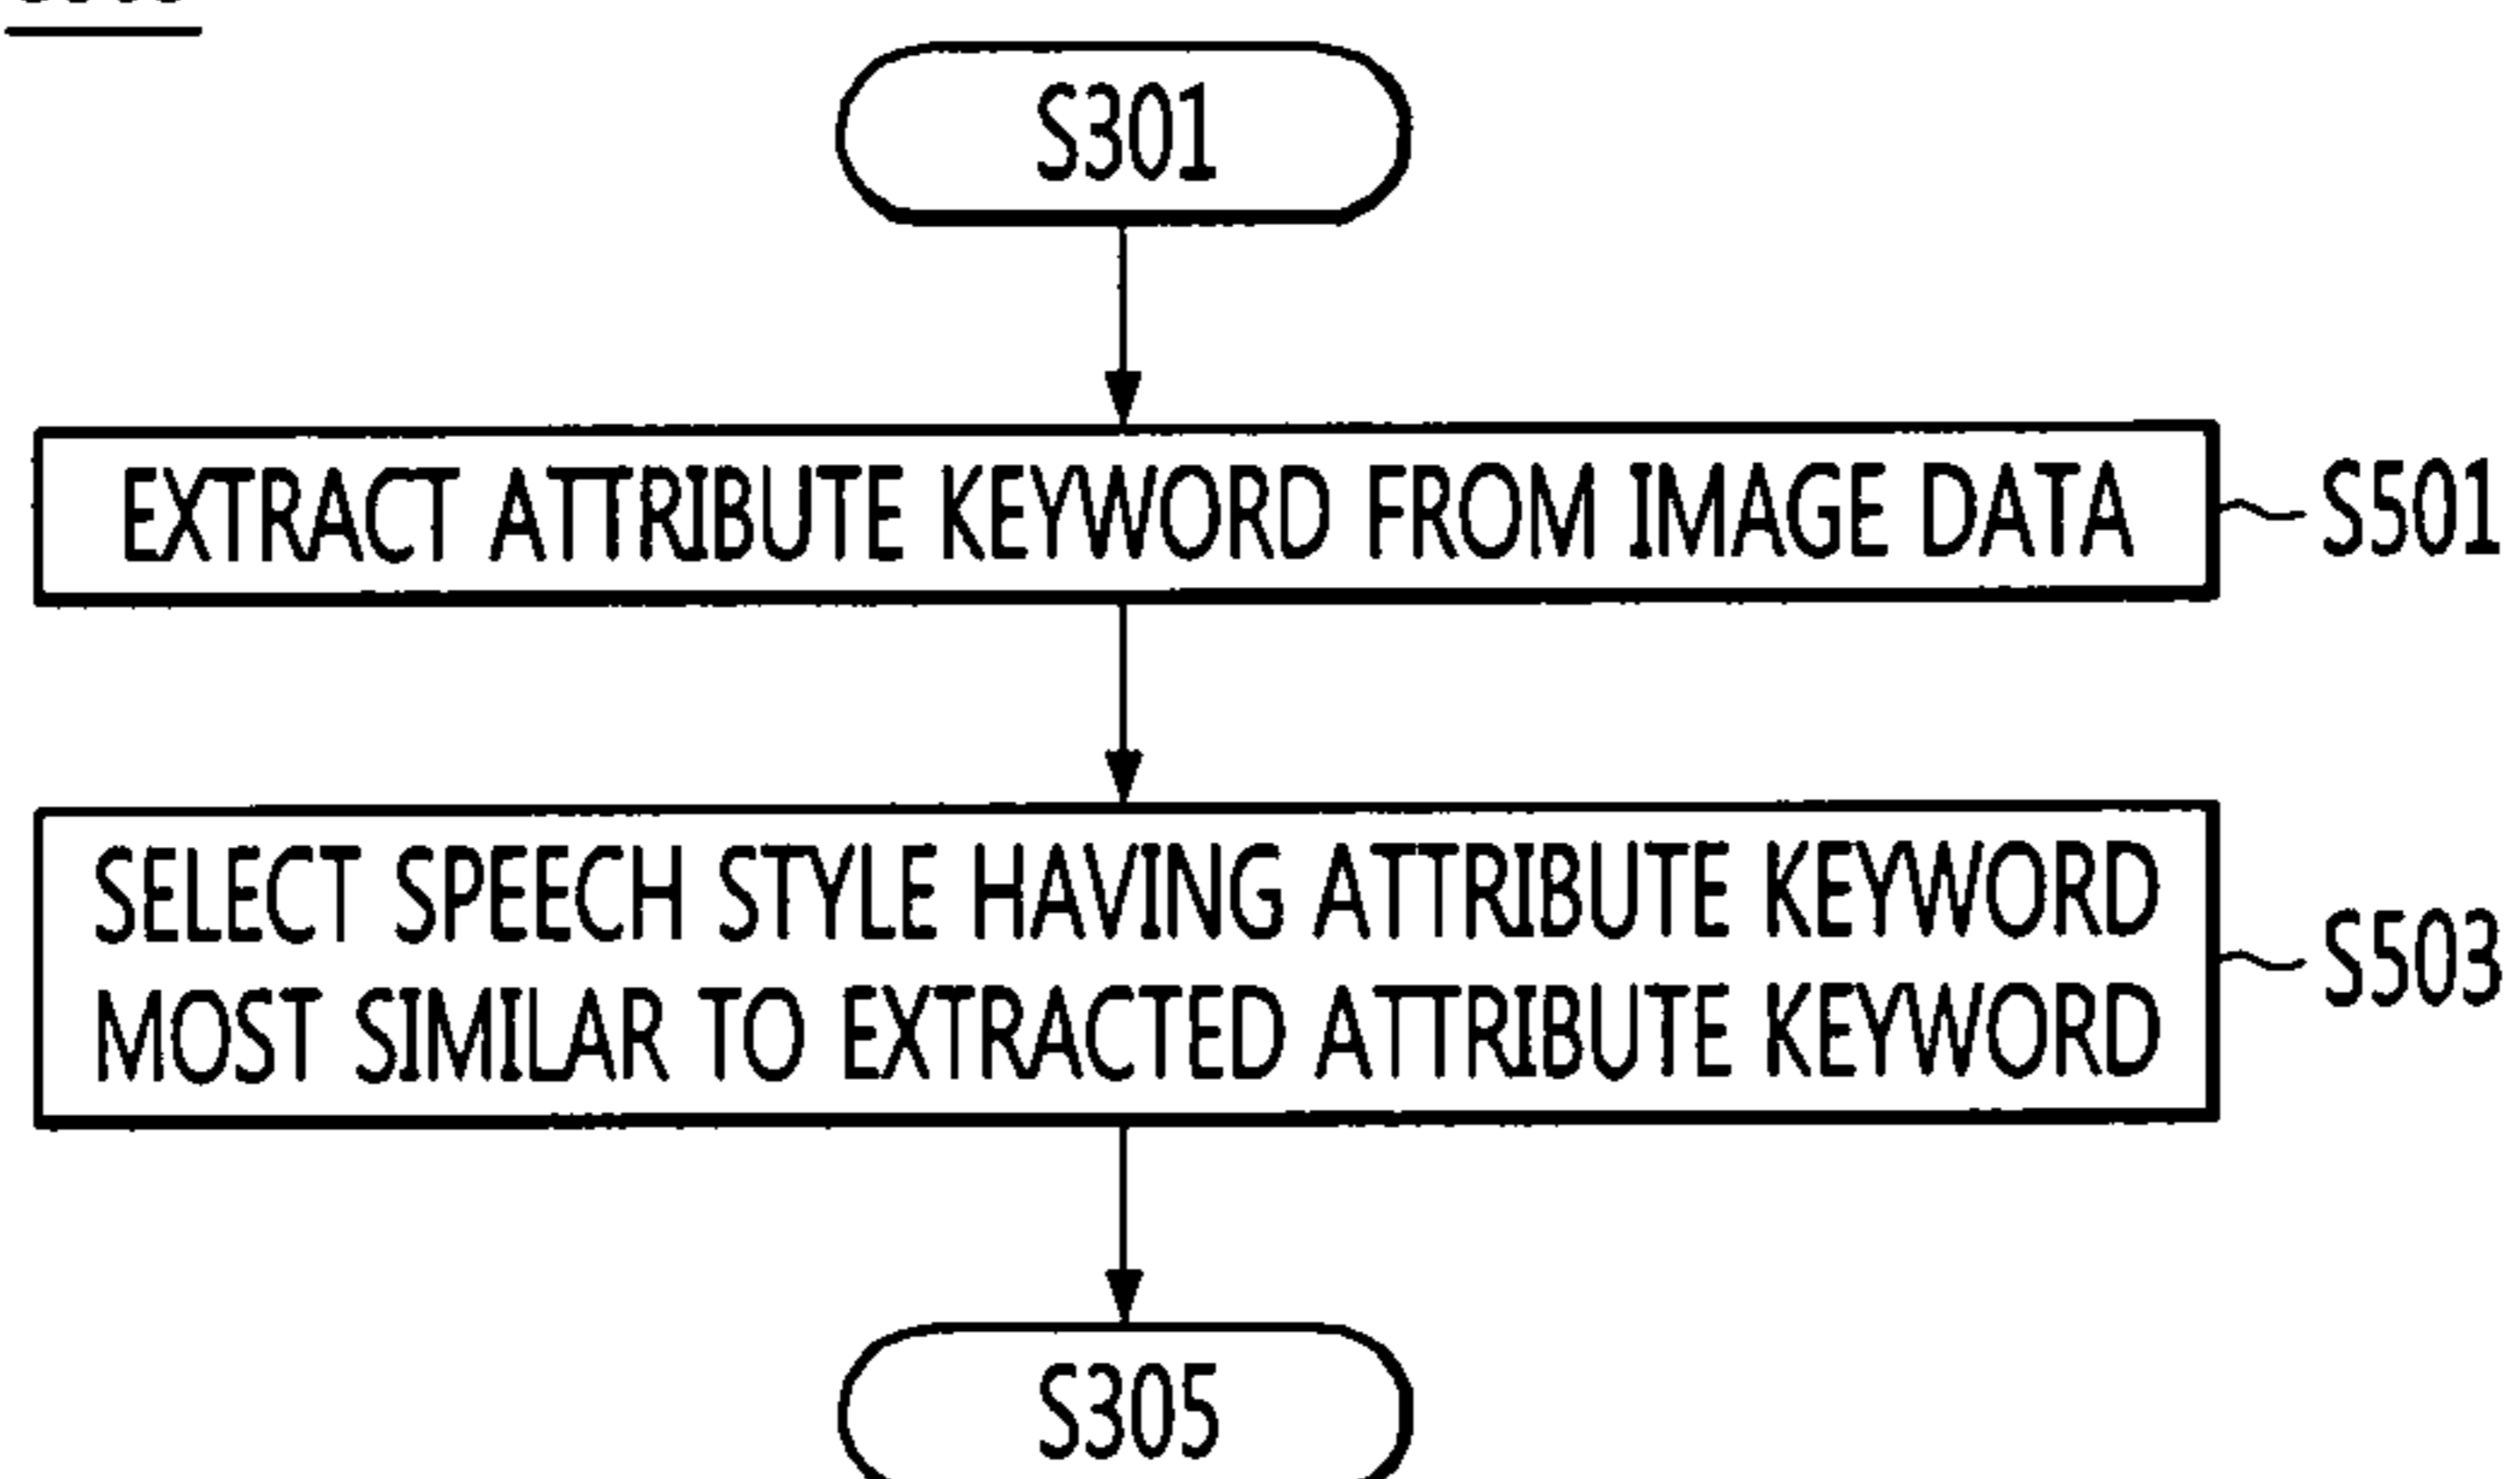 S301
EXTRACT ATTRIBUTE KEYWORD FROM IMAGE DATA
S501
SELECT SPEECH STYLE HAVING ATTRIBUTE KEYWORD
MOST SIMILAR TO EXTRACTED ATTRIBUTE KEYWORD
S503
S305